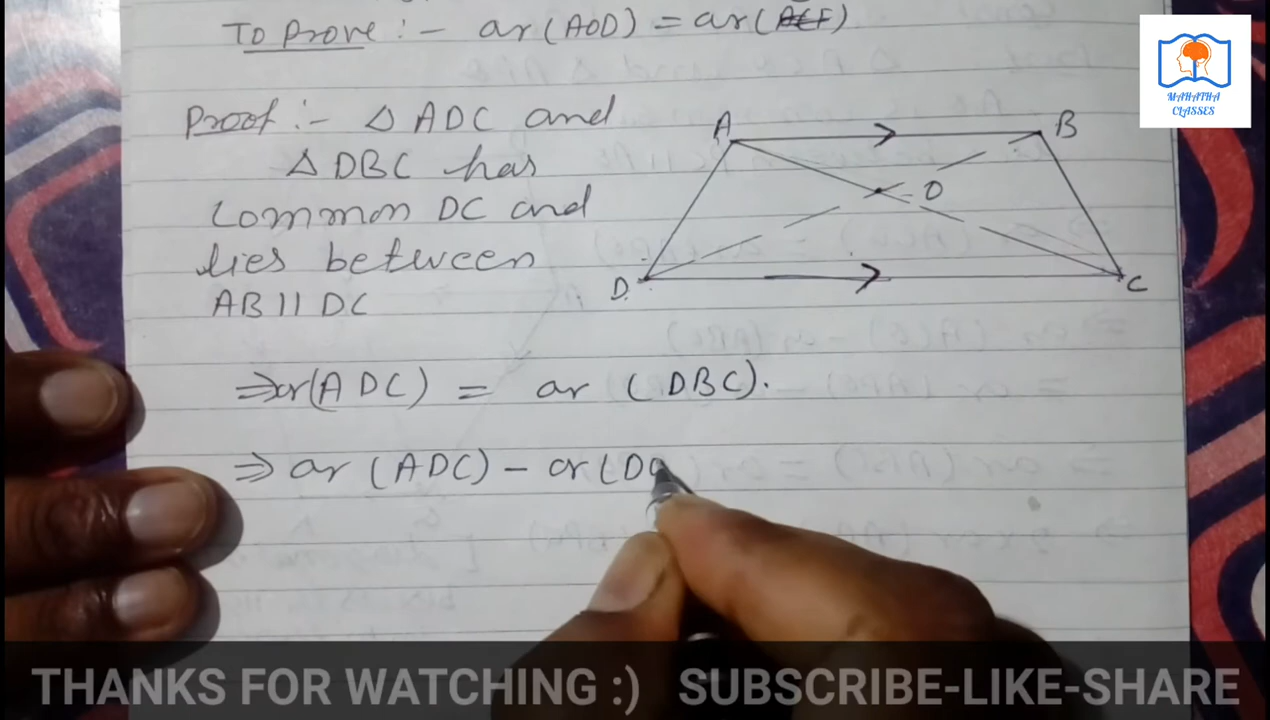 To Prove :- ar(AOD) = ar(
MAHATHA
CLASSES
Proof :- △ ADC and
△ DBC has
common DC and
lies between
AB || DC
A
B
O
D
C
⇒ar(ADC) = ar (DBC).
⇒ ar (ADC) - ar(DO
THANKS FOR WATCHING :) SUBSCRIBE-LIKE-SHARE